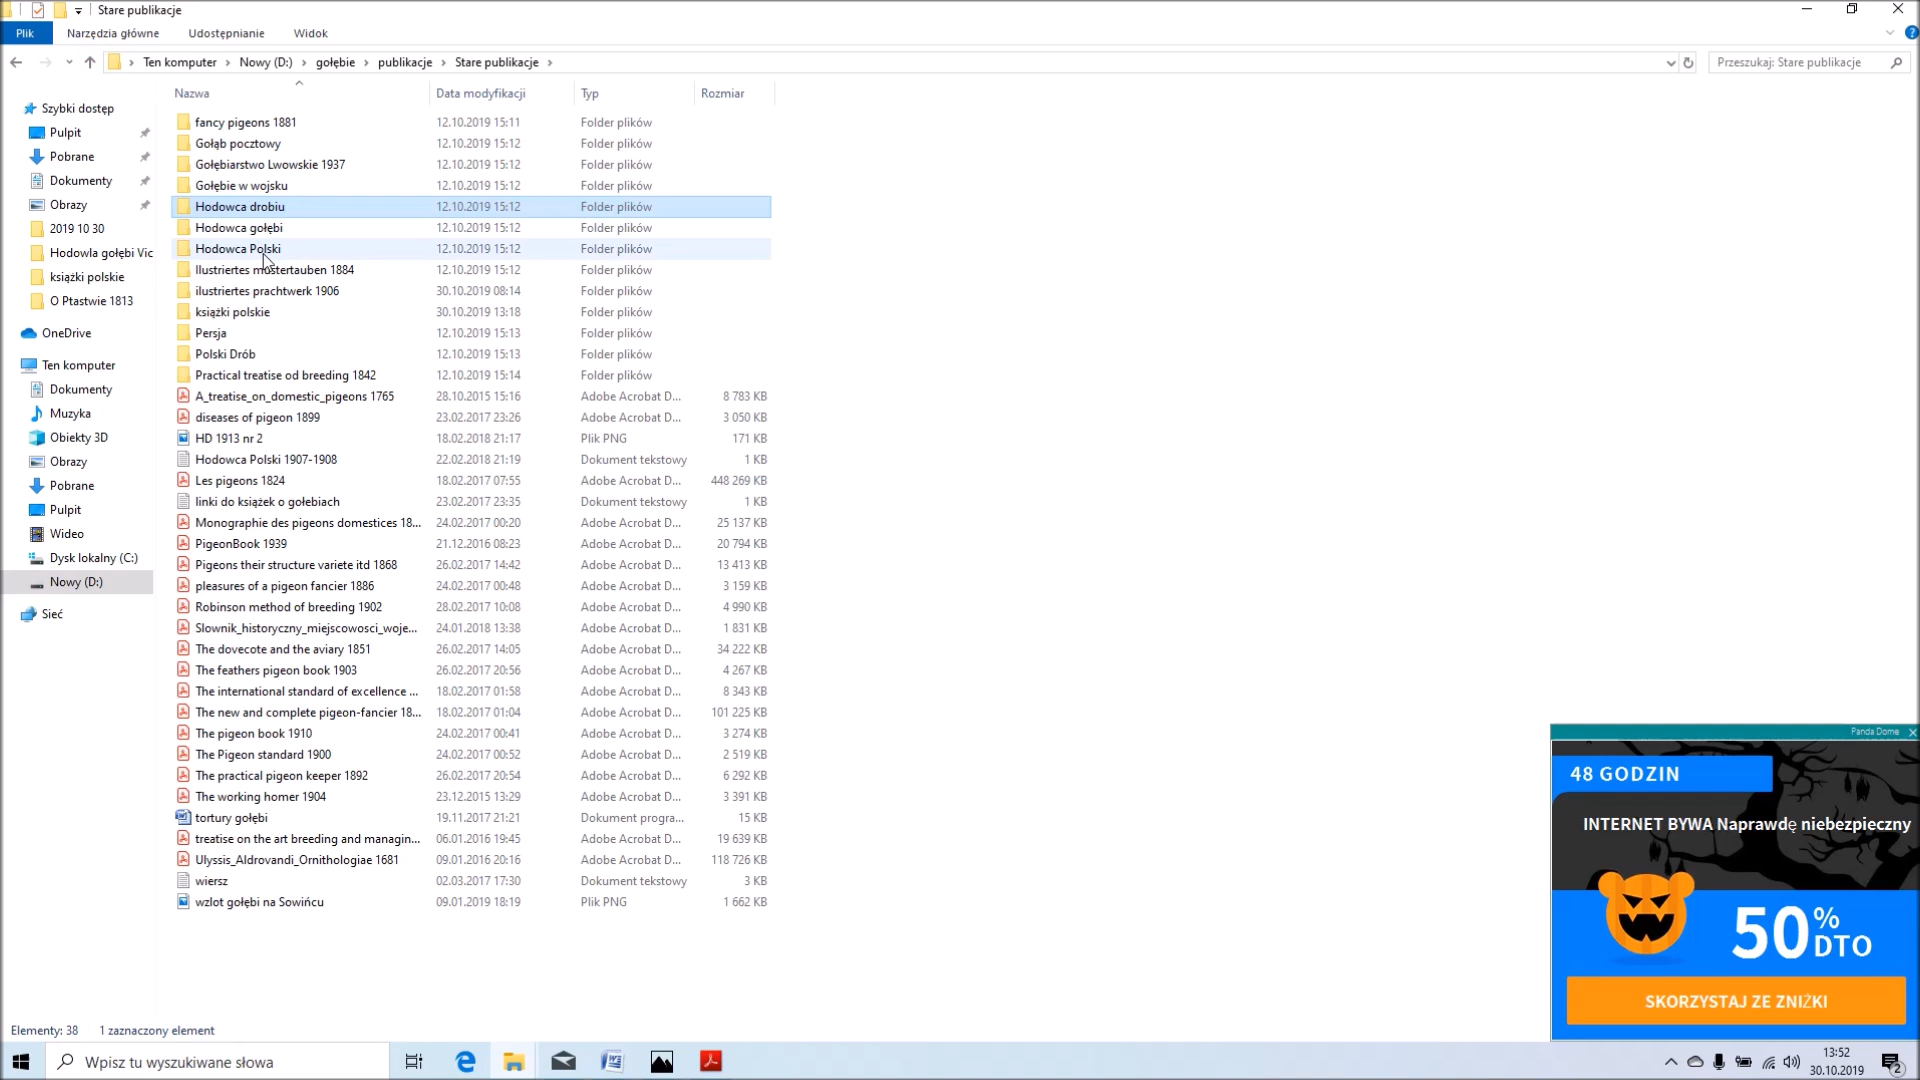 Stare publikacje
Plik Narzędzia główne Udostępnianie Widok
Ten komputer Nowy (D:) gołębie publikacje Stare publikacje
Przeszukaj: Stare publikacje
Nazwa Data modyfikacji Typ Rozmiar
Szybki dostęp
Pulpit
Pobrane
Dokumenty
Obrazy
2019 10 30
Hodowla gołębi Vic
książki polskie
O Ptastwie 1813
OneDrive
Ten komputer
Dokumenty
Muzyka
Obiekty 3D
Obrazy
Pobrane
Pulpit
Wideo
Dysk lokalny (C:)
Nowy (D:)
Sieć
fancy pigeons 1881 12.10.2019 15:11 Folder plików
Gołąb pocztowy 12.10.2019 15:12 Folder plików
Gołębiarstwo Lwowskie 1937 12.10.2019 15:12 Folder plików
Gołębie w wojsku 12.10.2019 15:12 Folder plików
Hodowca drobiu 12.10.2019 15:12 Folder plików
Hodowca gołębi 12.10.2019 15:12 Folder plików
Hodowca Polski 12.10.2019 15:12 Folder plików
Ilustriertes mustertauben 1884 12.10.2019 15:12 Folder plików
ilustriertes prachtwerk 1906 30.10.2019 08:14 Folder plików
książki polskie 30.10.2019 13:18 Folder plików
Persja 12.10.2019 15:13 Folder plików
Polski Drób 12.10.2019 15:13 Folder plików
Practical treatise od breeding 1842 12.10.2019 15:14 Folder plików
A_treatise_on_domestic_pigeons 1765 28.10.2015 15:16 Adobe Acrobat D... 8 783 KB
diseases of pigeon 1899 23.02.2017 23:26 Adobe Acrobat D... 3 050 KB
HD 1913 nr 2 18.02.2018 21:17 Plik PNG 171 KB
Hodowca Polski 1907-1908 22.02.2018 21:19 Dokument tekstowy 1 KB
Les pigeons 1824 18.02.2017 07:55 Adobe Acrobat D... 448 269 KB
linki do książek o gołebiach 23.02.2017 23:35 Dokument tekstowy 1 KB
Monographie des pigeons domestices 18... 24.02.2017 00:20 Adobe Acrobat D... 25 137 KB
PigeonBook 1939 21.12.2016 08:23 Adobe Acrobat D... 20 794 KB
Pigeons their structure variete itd 1868 26.02.2017 14:42 Adobe Acrobat D... 13 413 KB
pleasures of a pigeon fancier 1886 24.02.2017 00:48 Adobe Acrobat D... 3 159 KB
Robinson method of breeding 1902 28.02.2017 10:08 Adobe Acrobat D... 4 990 KB
Slownik_historyczny_miejscowosci_woje... 24.01.2018 13:38 Adobe Acrobat D... 1 831 KB
The dovecote and the aviary 1851 26.02.2017 14:05 Adobe Acrobat D... 34 222 KB
The feathers pigeon book 1903 26.02.2017 20:56 Adobe Acrobat D... 4 267 KB
The international standard of excellence ... 18.02.2017 01:58 Adobe Acrobat D... 8 343 KB
The new and complete pigeon-fancier 18... 18.02.2017 01:04 Adobe Acrobat D... 101 225 KB
The pigeon book 1910 24.02.2017 00:41 Adobe Acrobat D... 3 274 KB
The Pigeon standard 1900 24.02.2017 00:52 Adobe Acrobat D... 2 519 KB
The practical pigeon keeper 1892 26.02.2017 20:54 Adobe Acrobat D... 6 292 KB
The working homer 1904 23.12.2015 13:29 Adobe Acrobat D... 3 391 KB
tortury gołębi 19.11.2017 21:21 Dokument progra... 15 KB
treatise on the art breeding and managin... 06.01.2016 19:45 Adobe Acrobat D... 19 639 KB
Ulyssis_Aldrovandi_Ornithologiae 1681 09.01.2016 20:16 Adobe Acrobat D... 118 726 KB
wiersz 02.03.2017 17:30 Dokument tekstowy 3 KB
wzlot gołębi na Sowińcu 09.01.2019 18:19 Plik PNG 1 662 KB
Panda Dome
48 GODZIN
INTERNET BYWA Naprawdę niebezpieczny
50% DTO
SKORZYSTAJ ZE ZNIŻKI
Elementy: 38 1 zaznaczony element
Wpisz tu wyszukiwane słowa
13:52
30.10.2019
2